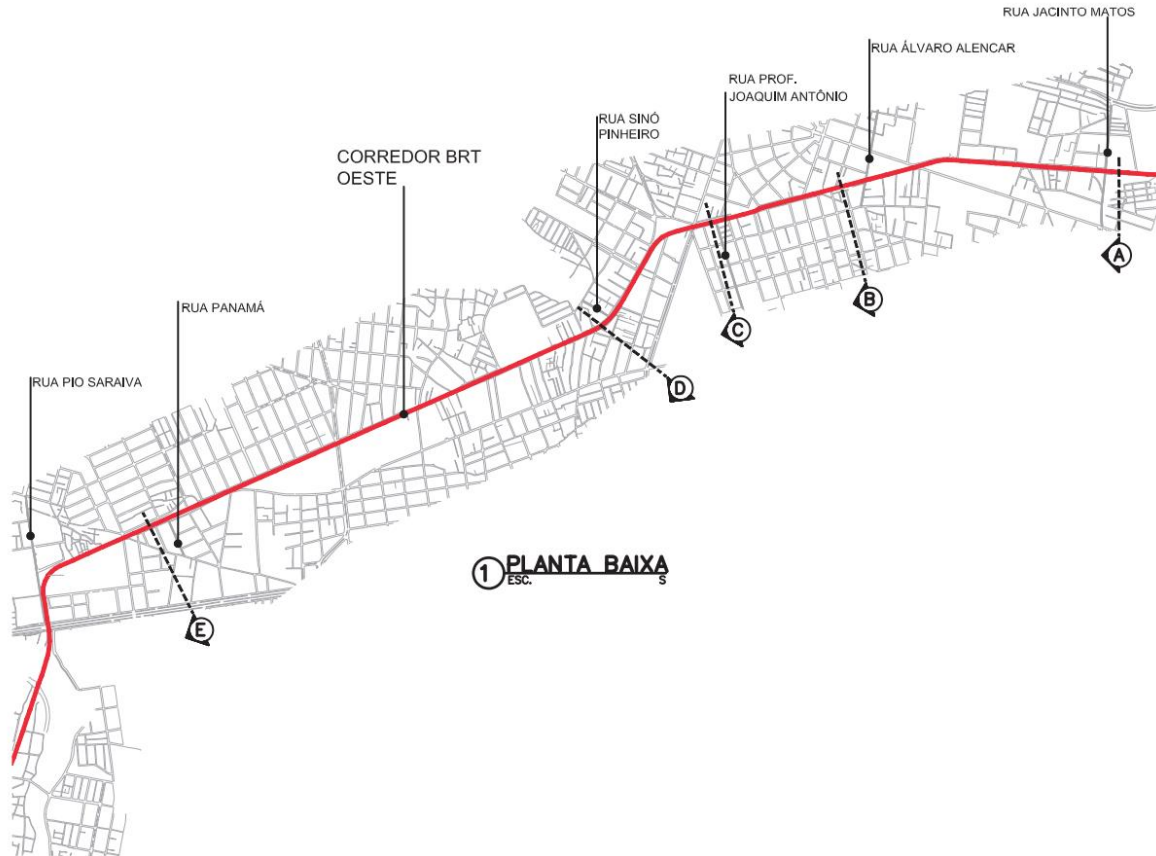 RUA JACINTO MATOS
RUA ÁLVARO ALENCAR
RUA PROF.
JOAQUIM ANTÔNIO
RUA SINÓ
PINHEIRO
CORREDOR BRT
OESTE
RUA PANAMÁ
RUA PIO SARAIVA
A
B
C
D
E
1 PLANTA BAIXA
ESC. S